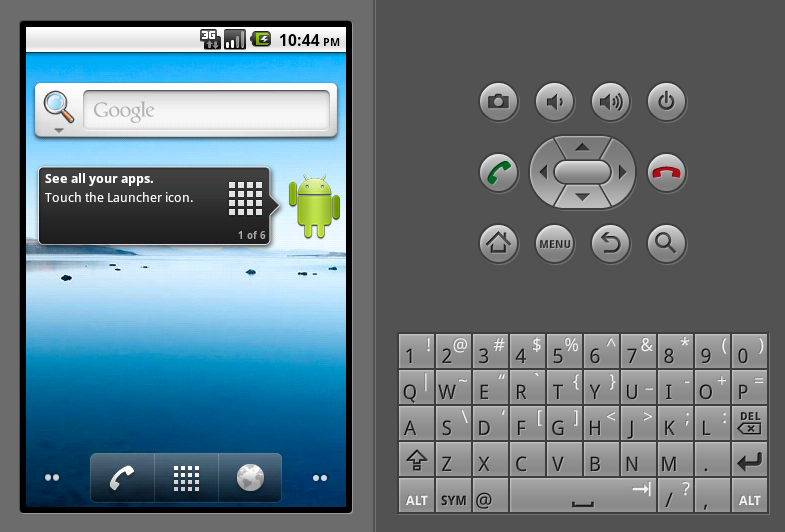 3G 10:44 PM
Google
See all your apps.
Touch the Launcher icon.
1 of 6
MENU
1 ! 2 @ 3 # 4 $ 5 % 6 ^ 7 & 8 * 9 ( 0 )
Q | W ~ E “ R ` T { Y } U _ I - O + P =
A S \ D ‘ F [ G ] H < J > K ; L : DEL
Z X C V B N M .
ALT SYM @ / ? , ALT